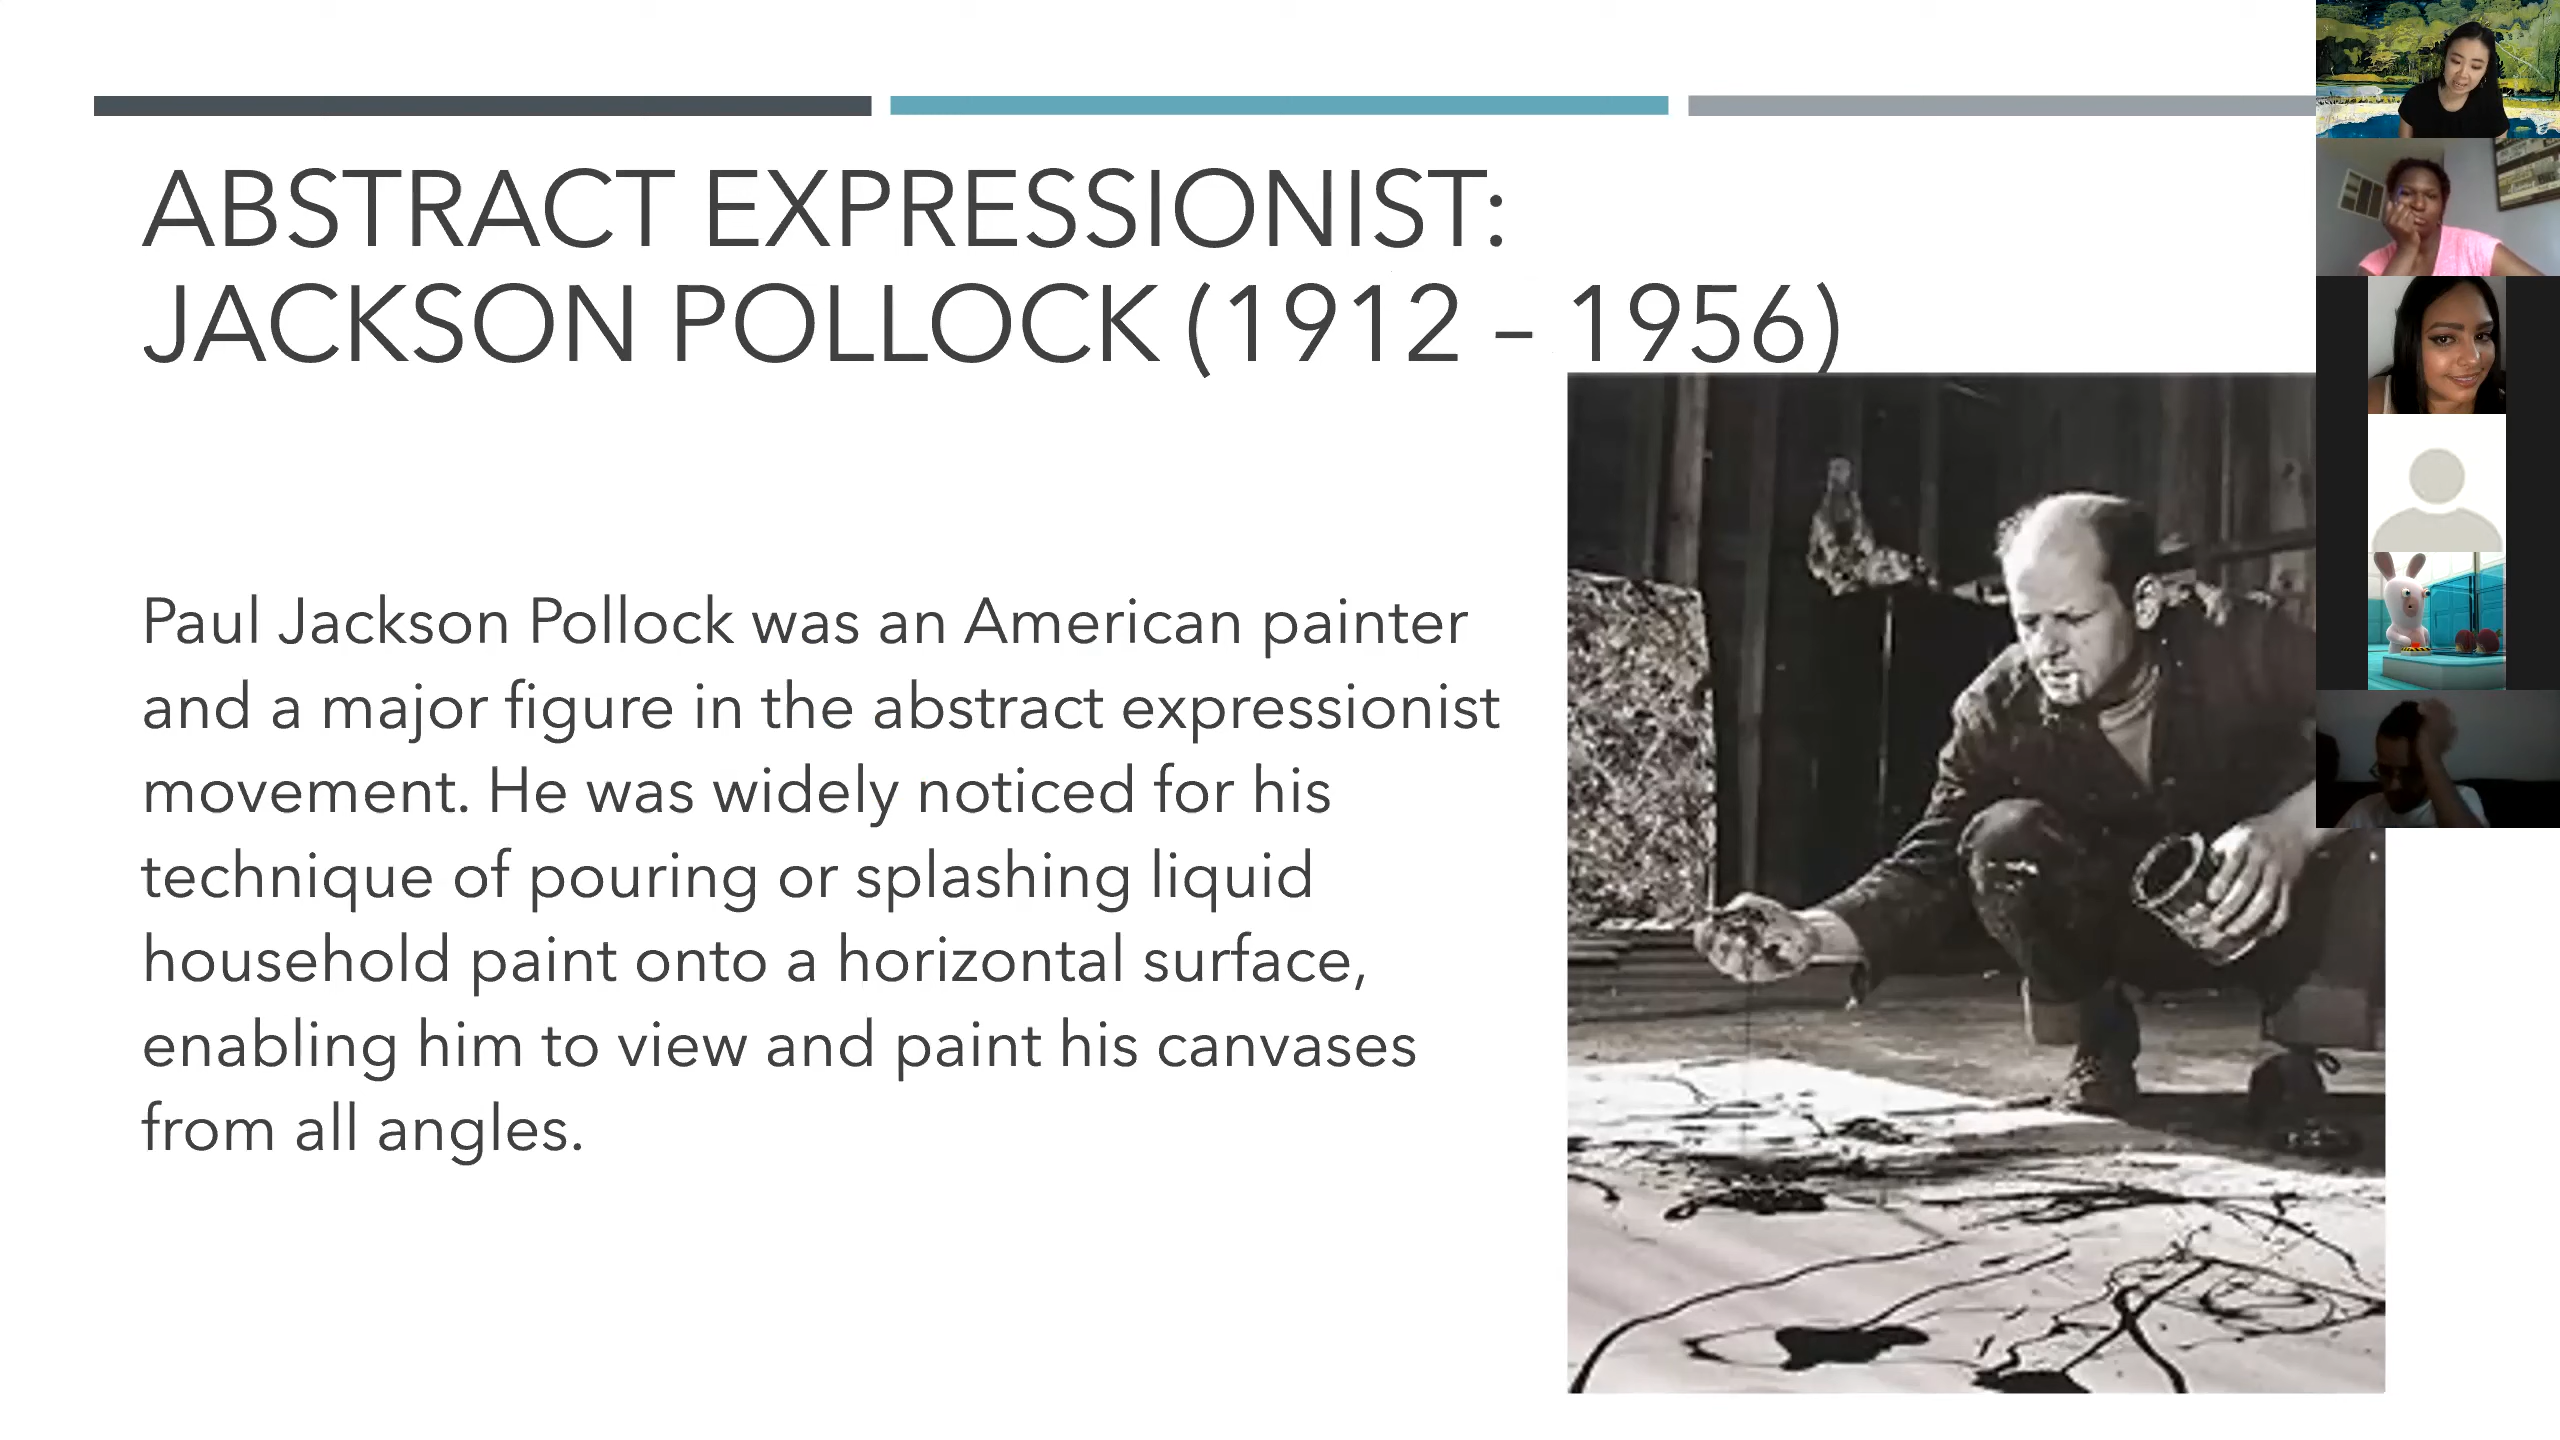 ABSTRACT EXPRESSIONIST:
JACKSON POLLOCK (1912 – 1956)
Paul Jackson Pollock was an American painter
and a major figure in the abstract expressionist
movement. He was widely noticed for his
technique of pouring or splashing liquid
household paint onto a horizontal surface,
enabling him to view and paint his canvases
from all angles.